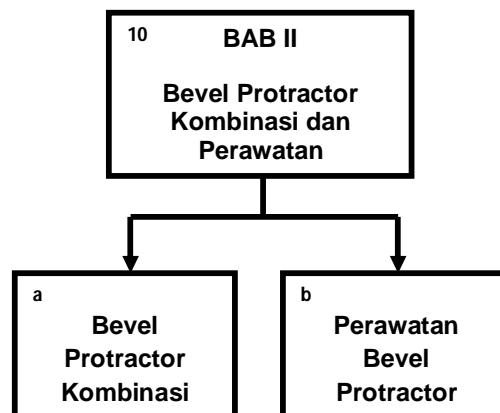 10
BAB II
Bevel Protractor
Kombinasi dan
Perawatan
a
Bevel
Protractor
Kombinasi
b
Perawatan
Bevel
Protractor